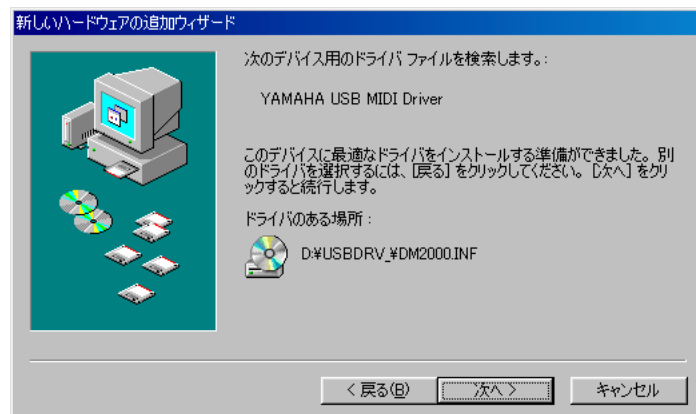 新しいハードウェアの追加ウィザード
次のデバイス用のドライバ ファイルを検索します。:
YAMAHA USB MIDI Driver
このデバイスに最適なドライバをインストールする準備ができました。別
のドライバを選択するには、[戻る] をクリックしてください。[次へ] をクリ
ックすると続行します。
ドライバのある場所:
D:¥USBDRV_¥DM2000.INF
< 戻る(B)
次へ >
キャンセル